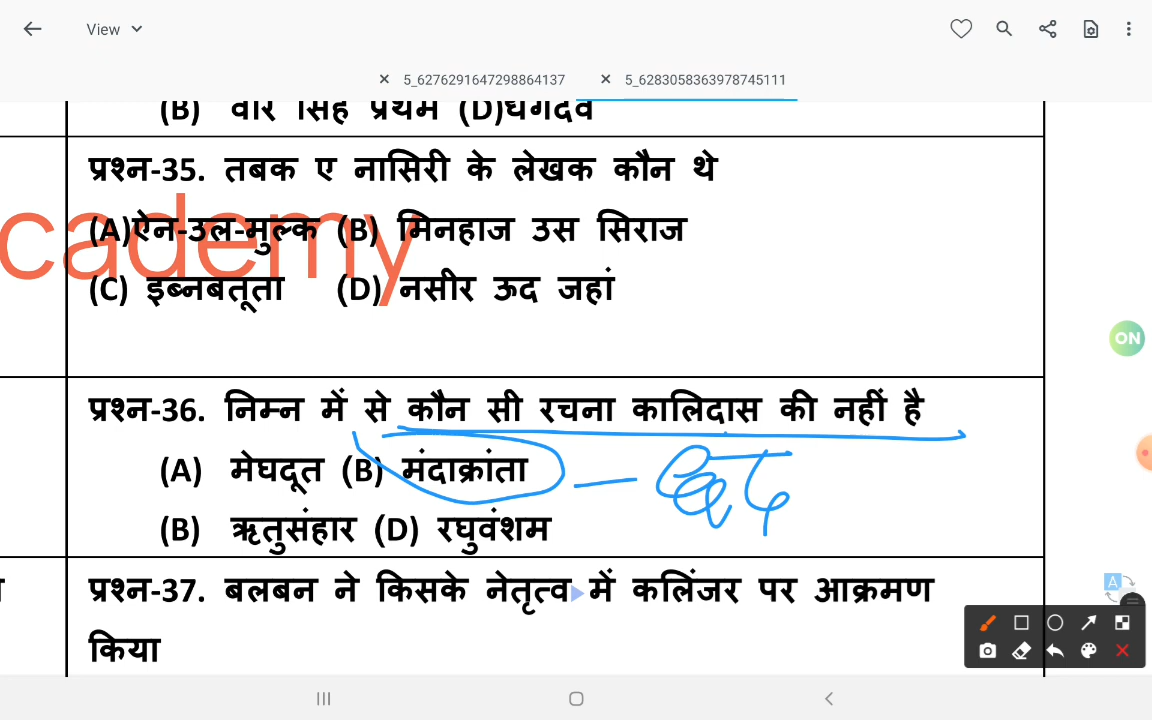 View
5_6276291647298864137
5_6283058363978745111
(B) वीर सिंह प्रथम (D)धंगदेव
प्रश्न-35. तबक ए नासिरी के लेखक कौन थे
cademy
(A)ऐन-उल-मुल्क (B) मिनहाज उस सिराज
(C) इब्नबतूता (D) नसीर ऊद जहां
ON
प्रश्न-36. निम्न में से कौन सी रचना कालिदास की नहीं है
(A) मेघदूत (B) मंदाक्रांता
(B) ऋतुसंहार (D) रघुवंशम
प्रश्न-37. बलबन ने किसके नेतृत्व में कलिंजर पर आक्रमण
किया
A